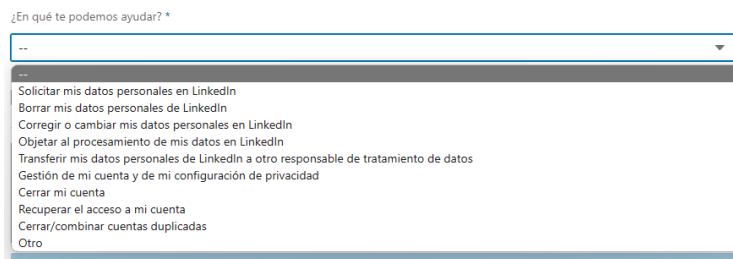 ¿En qué te podemos ayudar? *
--
--
Solicitar mis datos personales en LinkedIn
Borrar mis datos personales de LinkedIn
Corregir o cambiar mis datos personales en LinkedIn
Objetar al procesamiento de mis datos en LinkedIn
Transferir mis datos personales de LinkedIn a otro responsable de tratamiento de datos
Gestión de mi cuenta y de mi configuración de privacidad
Cerrar mi cuenta
Recuperar el acceso a mi cuenta
Cerrar/combinar cuentas duplicadas
Otro